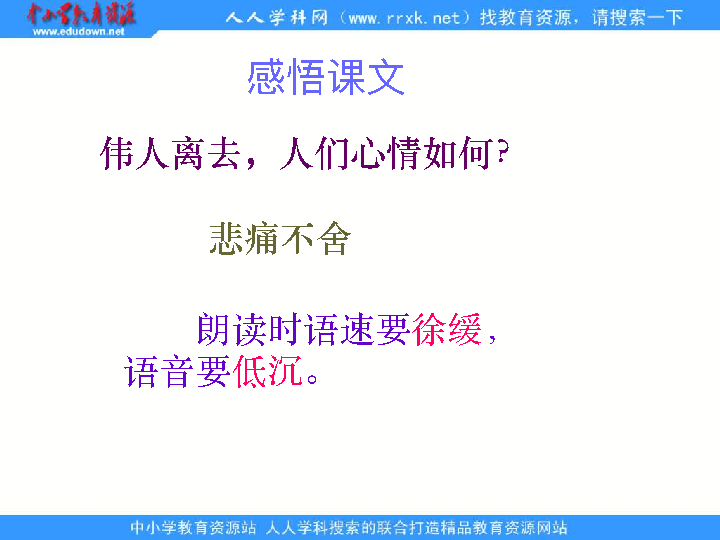 中小学教育资源
www.edudown.net
人人学科网（www.rrxk.net）找教育资源，请搜索一下
感悟课文
伟人离去，人们心情如何？
悲痛不舍
朗读时语速要徐缓，
语音要低沉。
中小学教育资源站 人人学科搜索的联合打造精品教育资源网站